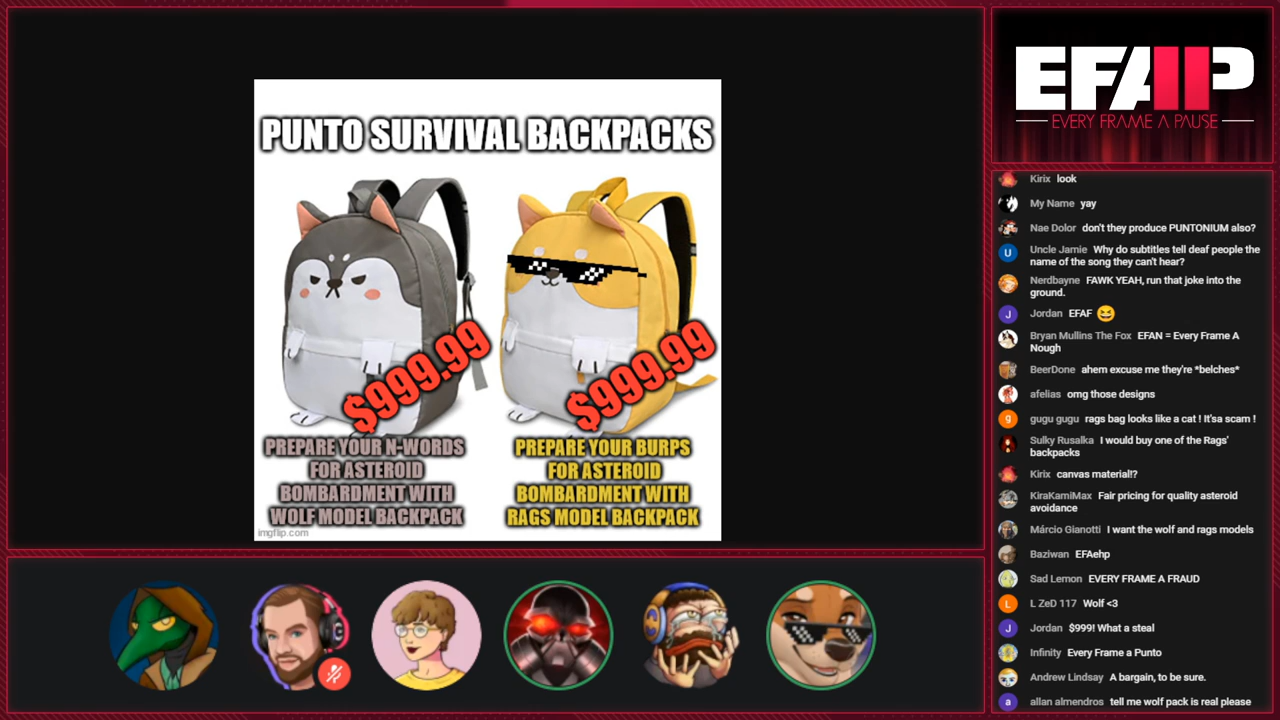 PUNTO SURVIVAL BACKPACKS
$999.99
$999.99
PREPARE YOUR N-WORDS
FOR ASTEROID
BOMBARDMENT WITH
WOLF MODEL BACKPACK
PREPARE YOUR BURPS
FOR ASTEROID
BOMBARDMENT WITH
RAGS MODEL BACKPACK
imgflip.com
EFAP
EVERY FRAME A PAUSE
Kirix look
My Name yay
Nae Dolor don't they produce PUNTONIUM also?
U
Uncle Jamie Why do subtitles tell deaf people the
name of the song they can't hear?
Nerdbayne FAWK YEAH, run that joke into the
ground.
J
Jordan EFAF
Bryan Mullins The Fox EFAN = Every Frame A
Nough
BeerDone ahem excuse me they're *belches*
afelias omg those designs
g
gugu gugu rags bag looks like a cat ! It'sa scam !
Sulky Rusalka I would buy one of the Rags'
backpacks
Kirix canvas material!?
KiraKamiMax Fair pricing for quality asteroid
avoidance
Márcio Gianotti I want the wolf and rags models
Baziwan EFAehp
Sad Lemon EVERY FRAME A FRAUD
L
L ZeD 117 Wolf <3
J
Jordan $999! What a steal
Infinity Every Frame a Punto
Andrew Lindsay A bargain, to be sure.
a
allan almendros tell me wolf pack is real please